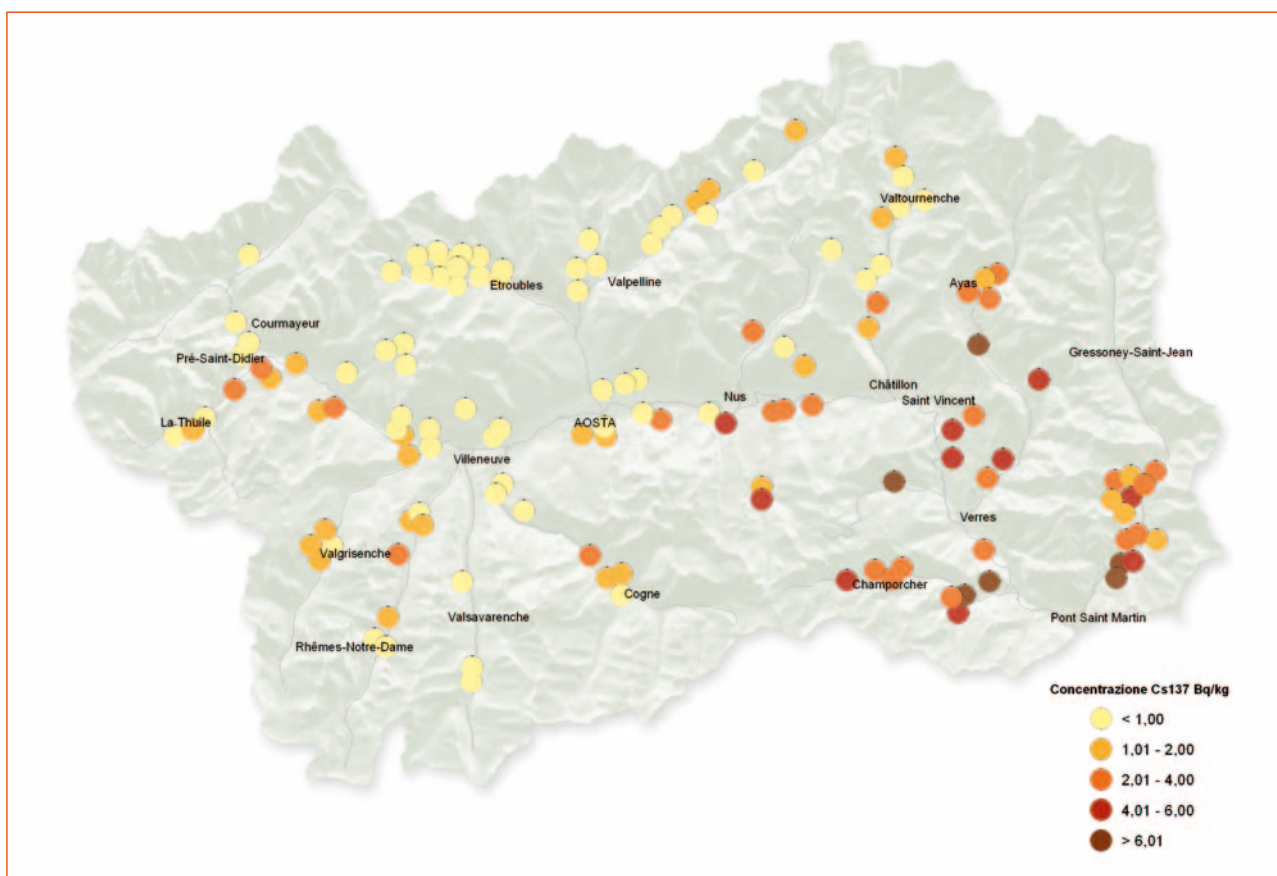 Valtournenche
Etroubles
Valpelline
Ayas
Courmayeur
Pré-Saint-Didier
Gressoney-Saint-Jean
Châtillon
Nus
Saint Vincent
La Thuile
AOSTA
Villeneuve
Verres
Valgrisenche
Champorcher
Cogne
Valsavarenche
Pont Saint Martin
Rhêmes-Notre-Dame
Concentrazione Cs137 Bq/kg
< 1,00
1,01 - 2,00
2,01 - 4,00
4,01 - 6,00
> 6,01